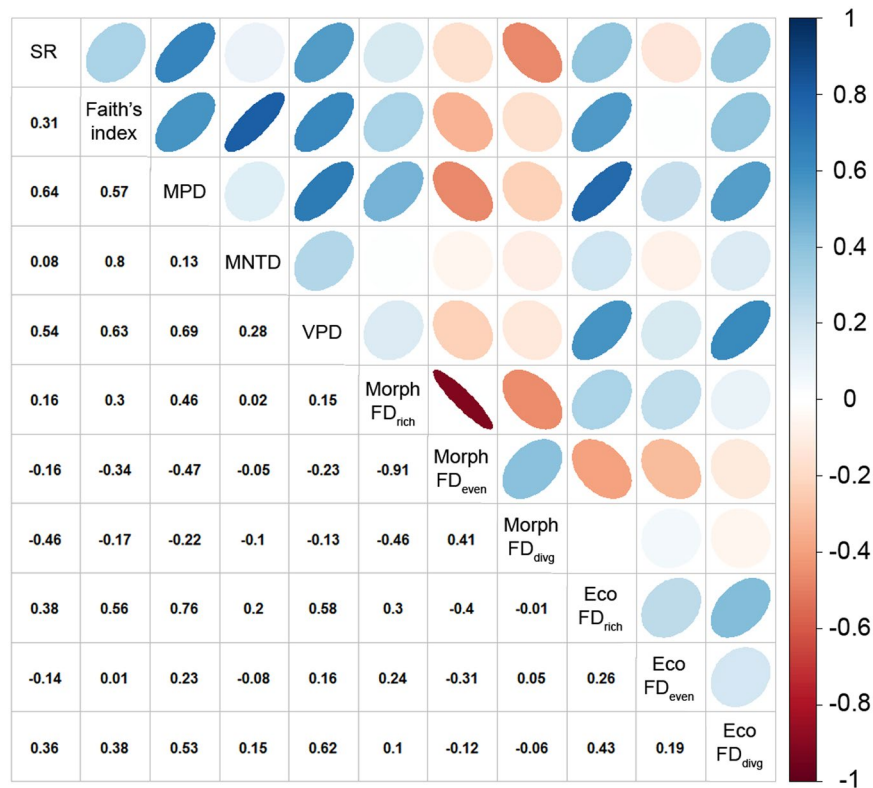 SR
0.31 Faith's index
0.64 0.57 MPD
0.08 0.8 0.13 MNTD
0.54 0.63 0.69 0.28 VPD
0.16 0.3 0.46 0.02 0.15 Morph FDrich
-0.16 -0.34 -0.47 -0.05 -0.23 -0.91 Morph FDeven
-0.46 -0.17 -0.22 -0.1 -0.13 -0.46 0.41 Morph FDdivg
0.38 0.56 0.76 0.2 0.58 0.3 -0.4 -0.01 Eco FDrich
-0.14 0.01 0.23 -0.08 0.16 0.24 -0.31 0.05 0.26 Eco FDeven
0.36 0.38 0.53 0.15 0.62 0.1 -0.12 -0.06 0.43 0.19 Eco FDdivg
1
0.8
0.6
0.4
0.2
0
-0.2
-0.4
-0.6
-0.8
-1